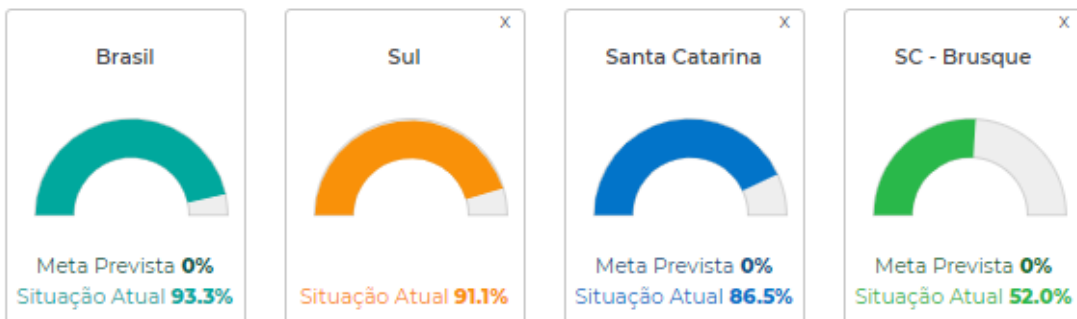 Brasil
Meta Prevista 0%
Situação Atual 93.3%
X
Sul
Situação Atual 91.1%
X
Santa Catarina
Meta Prevista 0%
Situação Atual 86.5%
X
SC - Brusque
Meta Prevista 0%
Situação Atual 52.0%